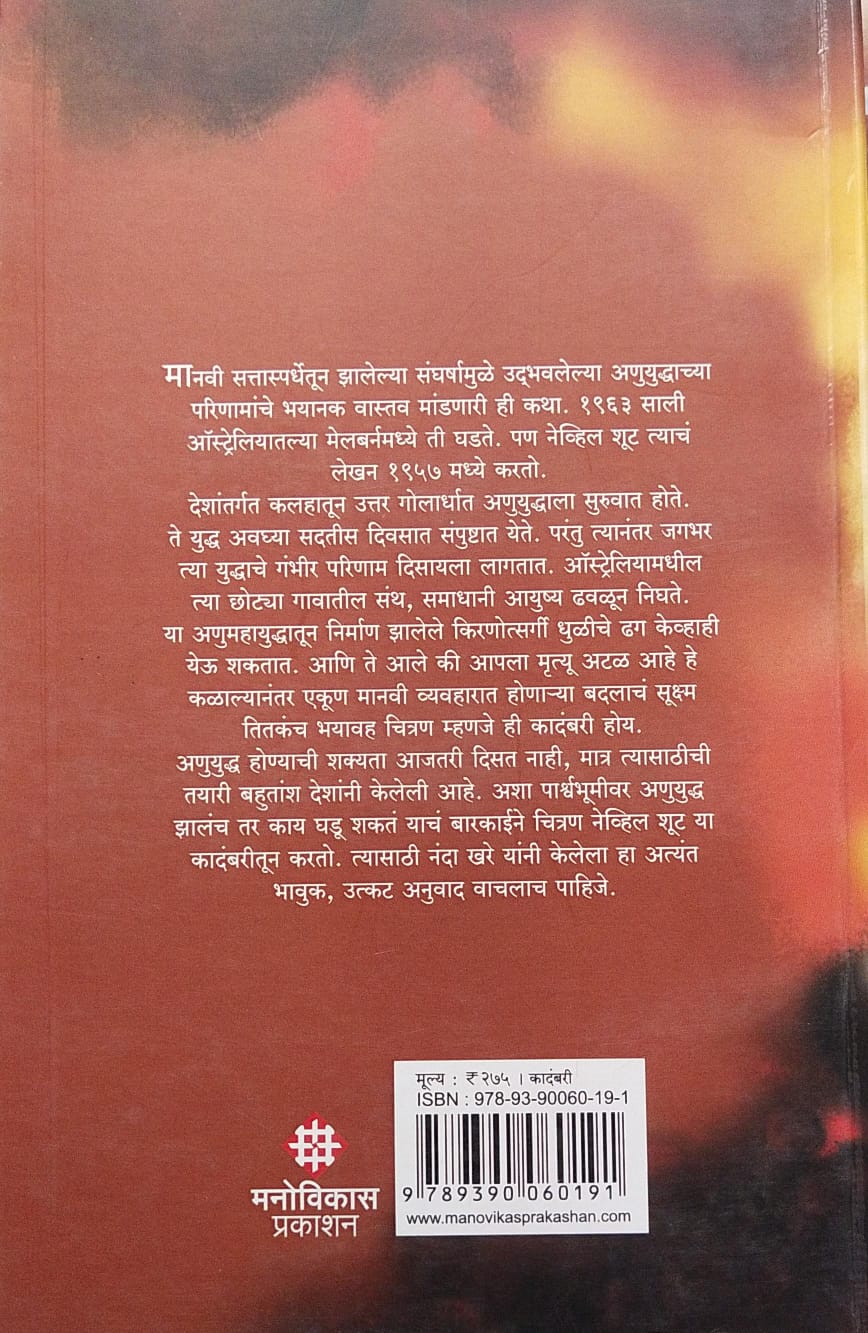 मानवी सत्तास्पर्धेतून झालेल्या संघर्षामुळे उद्‌भवलेल्या अणुयुद्धाच्या
परिणामांचे भयानक वास्तव मांडणारी ही कथा. १९६३ साली
ऑस्ट्रेलियातल्या मेलबर्नमध्ये ती घडते. पण नेव्हिल शूट त्याचं
लेखन १९५७ मध्ये करतो.
देशांतर्गत कलहातून उत्तर गोलार्धात अणुयुद्धाला सुरुवात होते.
ते युद्ध अवघ्या सदतीस दिवसात संपुष्टात येते. परंतु त्यानंतर जगभर
त्या युद्धाचे गंभीर परिणाम दिसायला लागतात. ऑस्ट्रेलियामधील
त्या छोट्या गावातील संथ, समाधानी आयुष्य ढवळून निघते.
या अणुमहायुद्धातून निर्माण झालेले किरणोत्सर्गी धुळीचे ढग केव्हाही
येऊ शकतात. आणि ते आले की आपला मृत्यू अटळ आहे हे
कळाल्यानंतर एकूण मानवी व्यवहारात होणाऱ्या बदलाचं सूक्ष्म
तितकंच भयावह चित्रण म्हणजे ही कादंबरी होय.
अणुयुद्ध होण्याची शक्यता आजतरी दिसत नाही, मात्र त्यासाठीची
तयारी बहुतांश देशांनी केलेली आहे. अशा पार्श्वभूमीवर अणुयुद्ध
झालंच तर काय घडू शकतं याचं बारकाईने चित्रण नेव्हिल शूट या
कादंबरीतून करतो. त्यासाठी नंदा खरे यांनी केलेला हा अत्यंत
भावुक, उत्कट अनुवाद वाचलाच पाहिजे.
मूल्य : ₹ २७५ । कादंबरी
ISBN : 978-93-90060-19-1
9 789390 060191
www.manovikasprakashan.com
मनोविकास
प्रकाशन